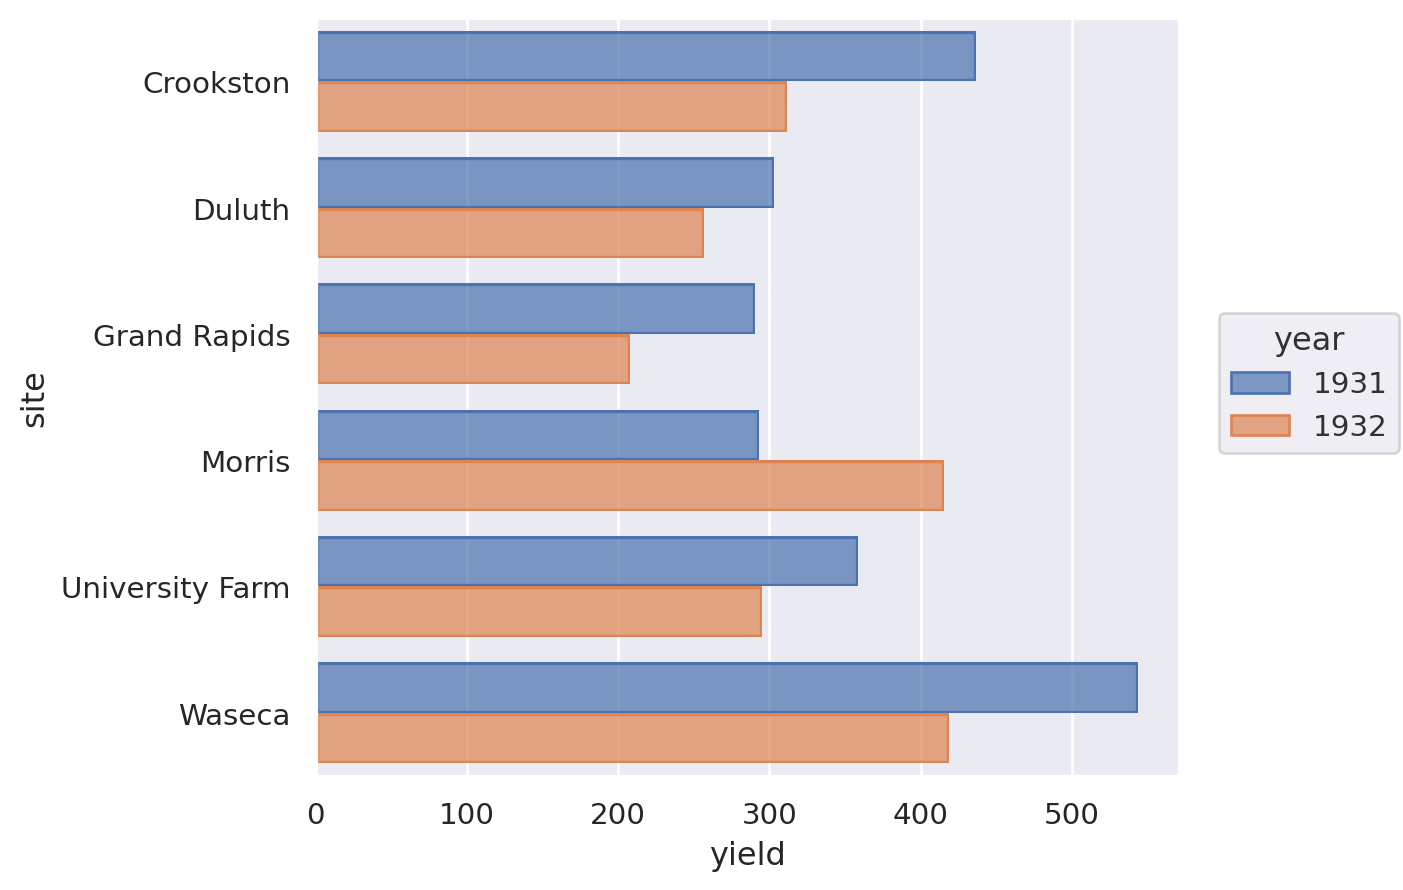 site
Crookston
Duluth
Grand Rapids
Morris
University Farm
Waseca
0 100 200 300 400 500
yield
year
1931
1932